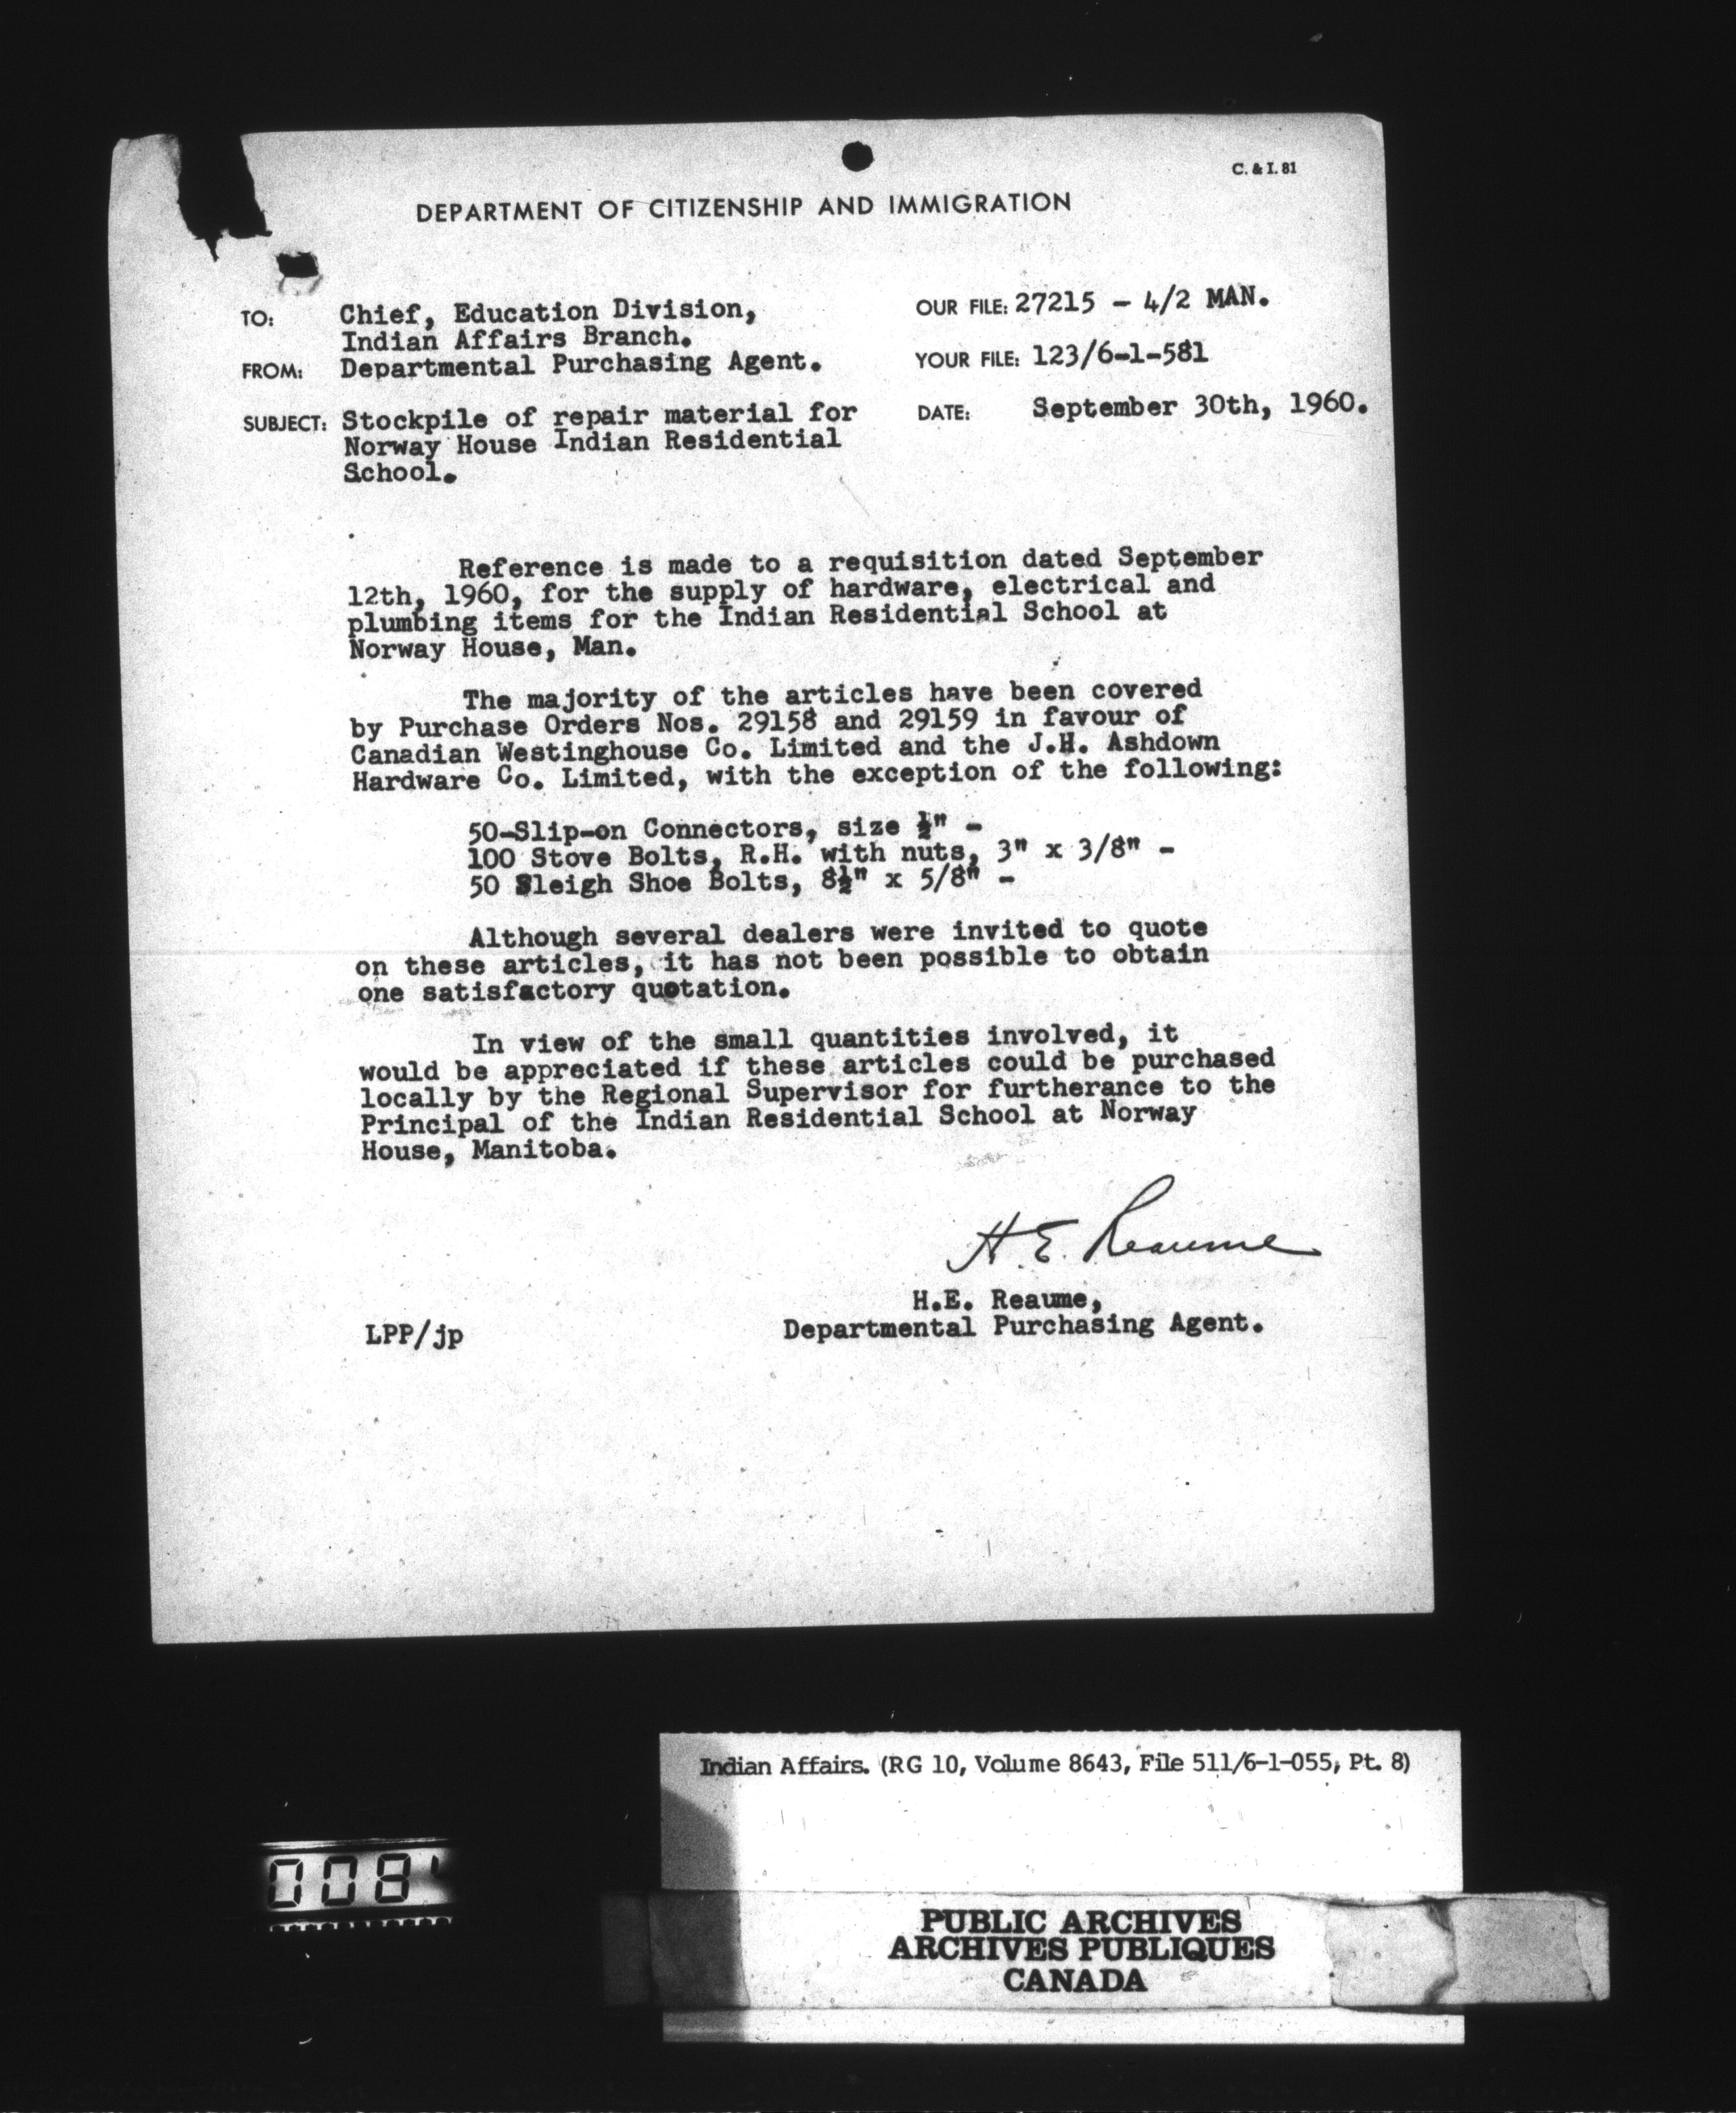 C. & I. 81
DEPARTMENT OF CITIZENSHIP AND IMMIGRATION
TO: Chief, Education Division,
Indian Affairs Branch.
OUR FILE: 27215 - 4/2 MAN.
FROM: Departmental Purchasing Agent.
YOUR FILE: 123/6-1-581
SUBJECT: Stockpile of repair material for
Norway House Indian Residential
School.
DATE: September 30th, 1960.
Reference is made to a requisition dated September
12th, 1960, for the supply of hardware, electrical and
plumbing items for the Indian Residential School at
Norway House, Man.
The majority of the articles have been covered
by Purchase Orders Nos. 29158 and 29159 in favour of
Canadian Westinghouse Co. Limited and the J.H. Ashdown
Hardware Co. Limited, with the exception of the following:
50-Slip-on Connectors, size ½" -
100 Stove Bolts, R.H. with nuts, 3" x 3/8" -
50 Sleigh Shoe Bolts, 8½" x 5/8" -
Although several dealers were invited to quote
on these articles, it has not been possible to obtain
one satisfactory quotation.
In view of the small quantities involved, it
would be appreciated if these articles could be purchased
locally by the Regional Supervisor for furtherance to the
Principal of the Indian Residential School at Norway
House, Manitoba.
H.E. Reaume
H.E. Reaume,
Departmental Purchasing Agent.
LPP/jp
Indian Affairs. (RG 10, Volume 8643, File 511/6-1-055, Pt. 8)
008
PUBLIC ARCHIVES
ARCHIVES PUBLIQUES
CANADA